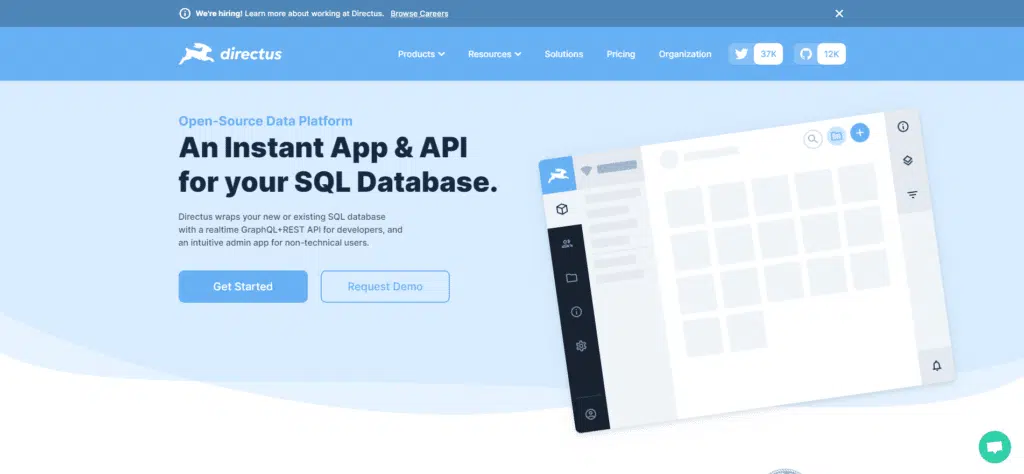 We're hiring! Learn more about working at Directus. Browse Careers
directus Products Resources Solutions Pricing Organization 37K 12K
Open-Source Data Platform
An Instant App & API
for your SQL Database.
Directus wraps your new or existing SQL database
with a realtime GraphQL+REST API for developers, and
an intuitive admin app for non-technical users.
Get Started Request Demo